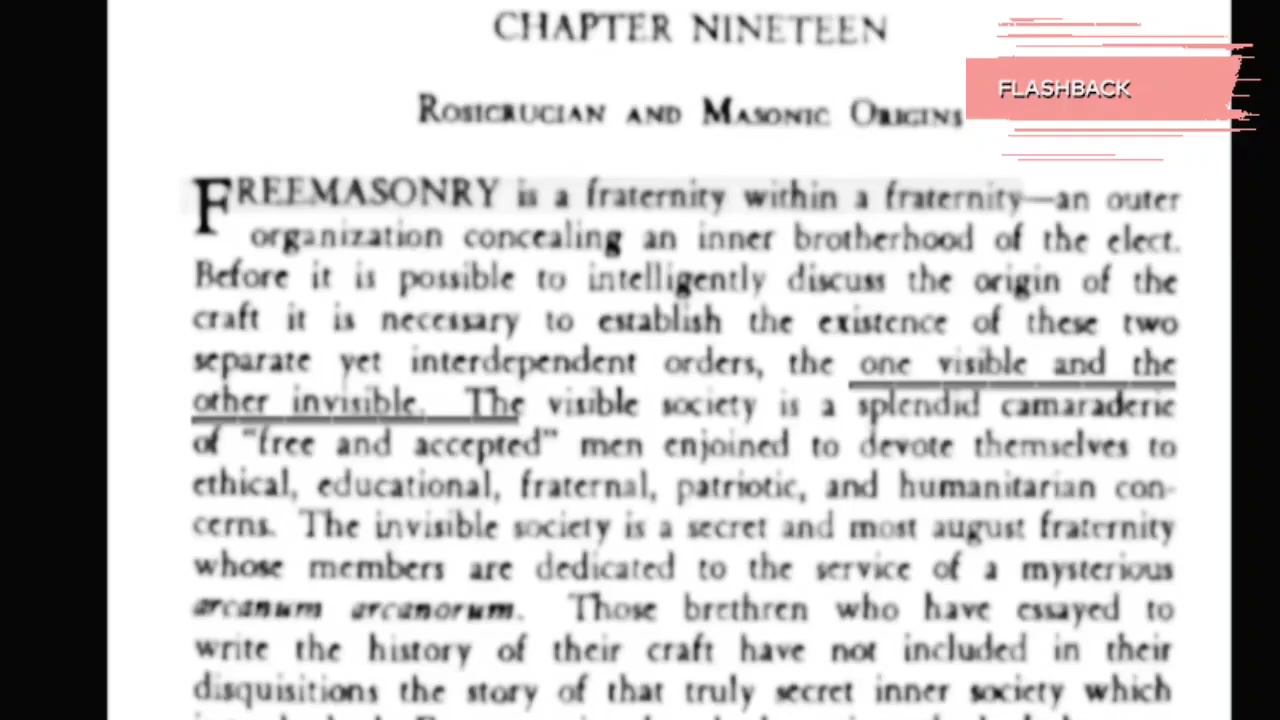 CHAPTER NINETEEN
FLASHBACK
ROSICRUCIAN AND MASONIC ORIGINS
FREEMASONRY is a fraternity within a fraternity—an outer
organization concealing an inner brotherhood of the elect.
Before it is possible to intelligently discuss the origin of the
craft it is necessary to establish the existence of these two
separate yet interdependent orders, the one visible and the
other invisible. The visible society is a splendid camaraderie
of "free and accepted" men enjoined to devote themselves to
ethical, educational, fraternal, patriotic, and humanitarian con-
cerns. The invisible society is a secret and most august fraternity
whose members are dedicated to the service of a mysterious
arcanum arcanorum. Those brethren who have essayed to
write the history of their craft have not included in their
disquisitions the story of that truly secret inner society which